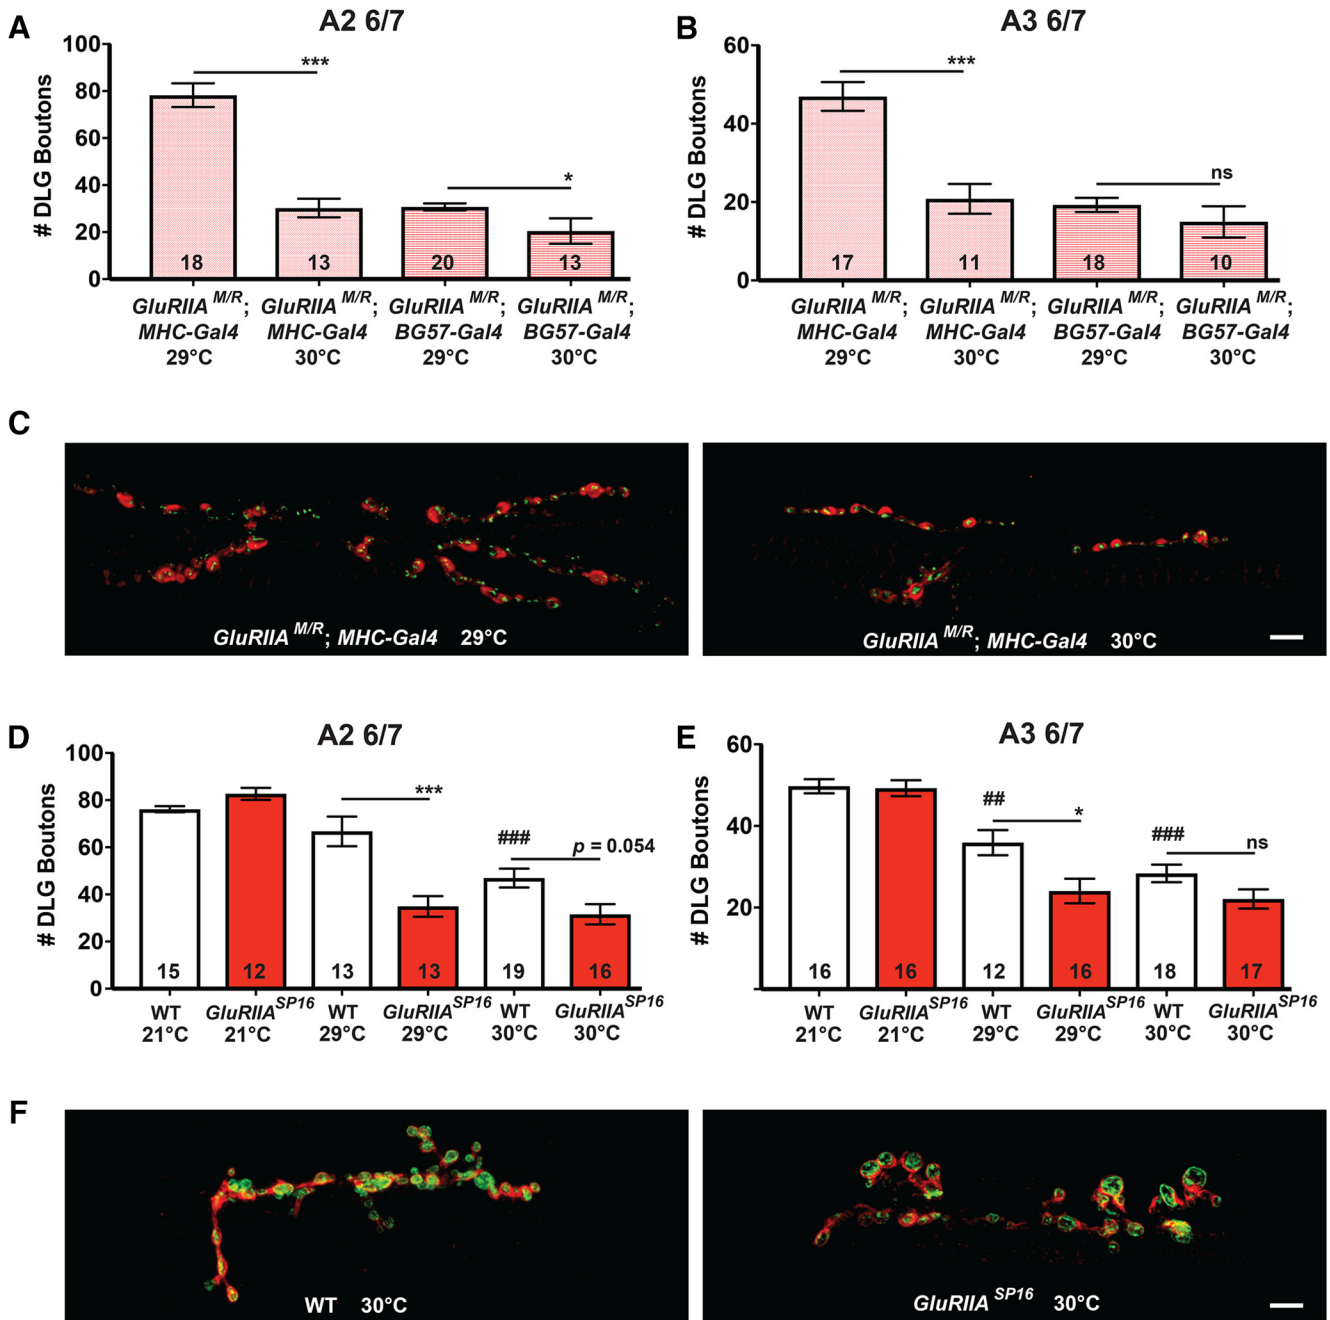 A
A2 6/7
# DLG Boutons
100
80
60
40
20
0
***
*
18
13
20
13
GluRIIA M/R; GluRIIA M/R; GluRIIA M/R; GluRIIA M/R;
MHC-Gal4 MHC-Gal4 BG57-Gal4 BG57-Gal4
29°C 30°C 29°C 30°C
B
A3 6/7
# DLG Boutons
60
40
20
0
***
ns
17
11
18
10
GluRIIA M/R; GluRIIA M/R; GluRIIA M/R; GluRIIA M/R;
MHC-Gal4 MHC-Gal4 BG57-Gal4 BG57-Gal4
29°C 30°C 29°C 30°C
C
GluRIIA M/R; MHC-Gal4 29°C
GluRIIA M/R; MHC-Gal4 30°C
D
A2 6/7
# DLG Boutons
100
80
60
40
20
0
***
###
p = 0.054
15
12
13
13
19
16
WT GluRIIA SP16 WT GluRIIA SP16 WT GluRIIA SP16
21°C 21°C 29°C 29°C 30°C 30°C
E
A3 6/7
# DLG Boutons
60
40
20
##
*
###
ns
16
16
12
16
18
17
WT GluRIIA SP16 WT GluRIIA SP16 WT GluRIIA SP16
21°C 21°C 29°C 29°C 30°C 30°C
F
WT 30°C
GluRIIA SP16 30°C